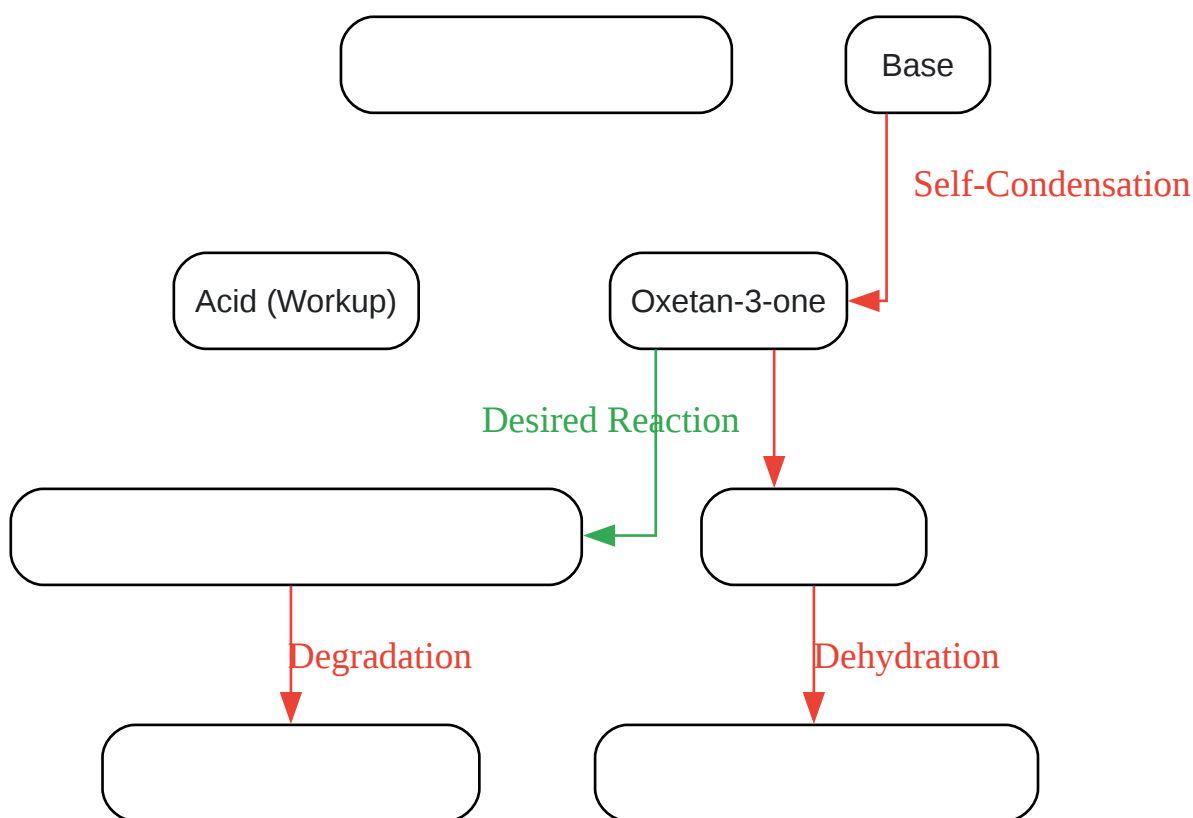 Base
Self-Condensation
Acid (Workup)
Oxetan-3-one
Desired Reaction
Degradation
Dehydration